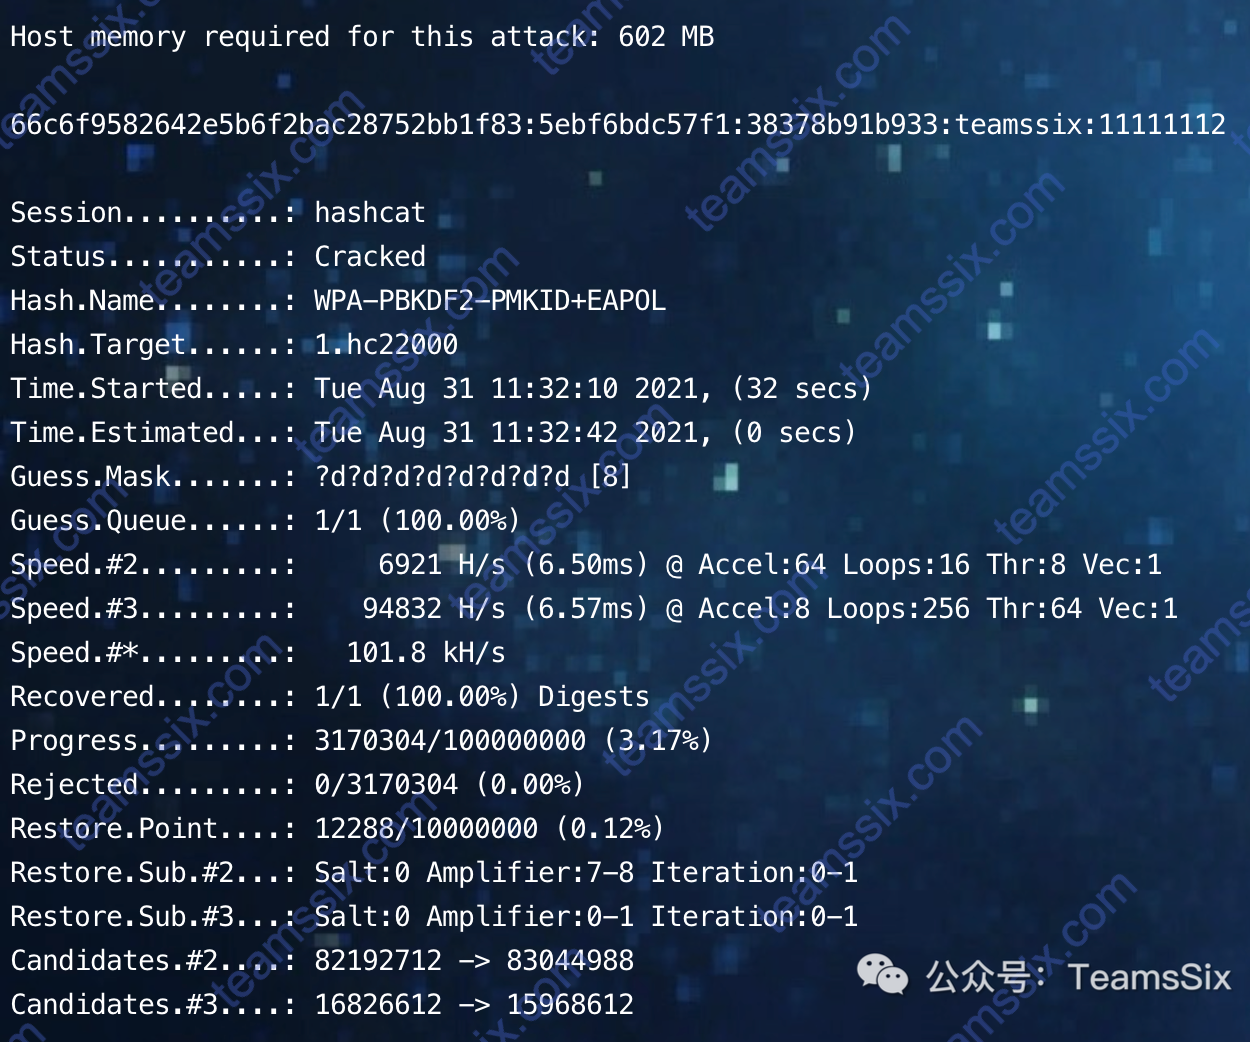 Host memory required for this attack: 602 MB
66c6f9582642e5b6f2bac28752bb1f83:5ebf6bdc57f1:38378b91b933:teamssix:11111112
Session..........: hashcat
Status...........: Cracked
Hash.Name........: WPA-PBKDF2-PMKID+EAPOL
Hash.Target......: 1.hc22000
Time.Started.....: Tue Aug 31 11:32:10 2021, (32 secs)
Time.Estimated...: Tue Aug 31 11:32:42 2021, (0 secs)
Guess.Mask.......: ?d?d?d?d?d?d?d?d [8]
Guess.Queue......: 1/1 (100.00%)
Speed.#2.........:     6921 H/s (6.50ms) @ Accel:64 Loops:16 Thr:8 Vec:1
Speed.#3.........:    94832 H/s (6.57ms) @ Accel:8 Loops:256 Thr:64 Vec:1
Speed.#*.........:   101.8 kH/s
Recovered........: 1/1 (100.00%) Digests
Progress.........: 3170304/100000000 (3.17%)
Rejected.........: 0/3170304 (0.00%)
Restore.Point....: 12288/10000000 (0.12%)
Restore.Sub.#2...: Salt:0 Amplifier:7-8 Iteration:0-1
Restore.Sub.#3...: Salt:0 Amplifier:0-1 Iteration:0-1
Candidates.#2....: 82192712 -> 83044988
Candidates.#3....: 16826612 -> 15968612
公众号：TeamsSix
teamssix.com